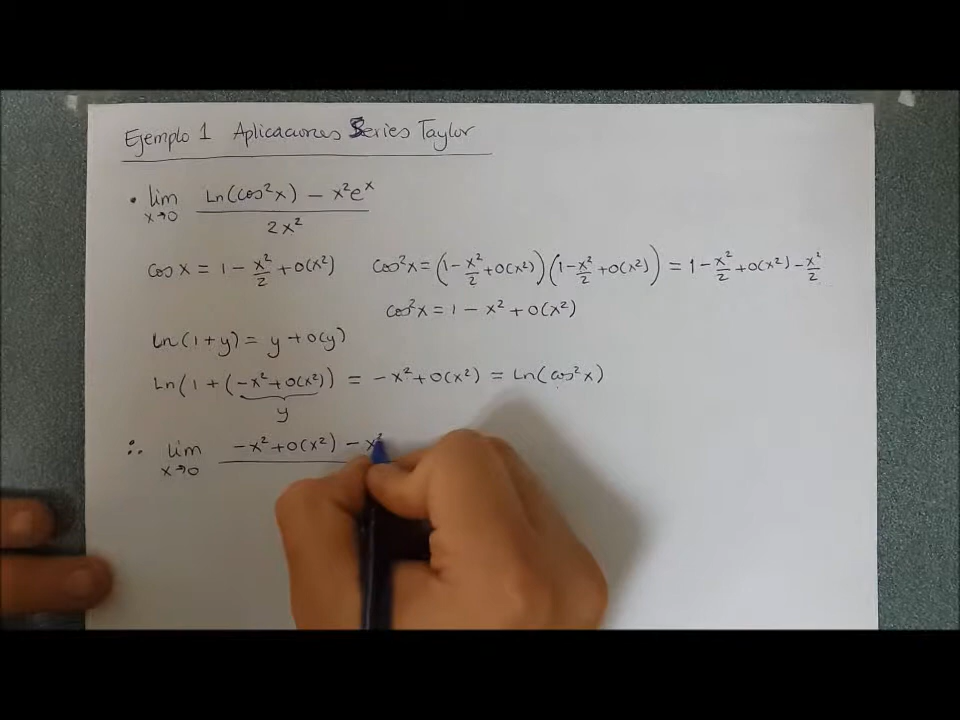 Ejemplo 1 Aplicaciones Series Taylor
• lim x→0 (Ln(cos²x) − x²eˣ) / 2x²
cos x = 1 − x²/2 + o(x²) cos²x = (1 − x²/2 + o(x²))(1 − x²/2 + o(x²)) = 1 − x²/2 + o(x²) − x²/2
cos²x = 1 − x² + o(x²)
Ln(1 + y) = y + o(y)
Ln(1 + (−x² + o(x²))) = −x² + o(x²) = Ln(cos²x)
y
∴ lim x→0 −x² + o(x²) − x²